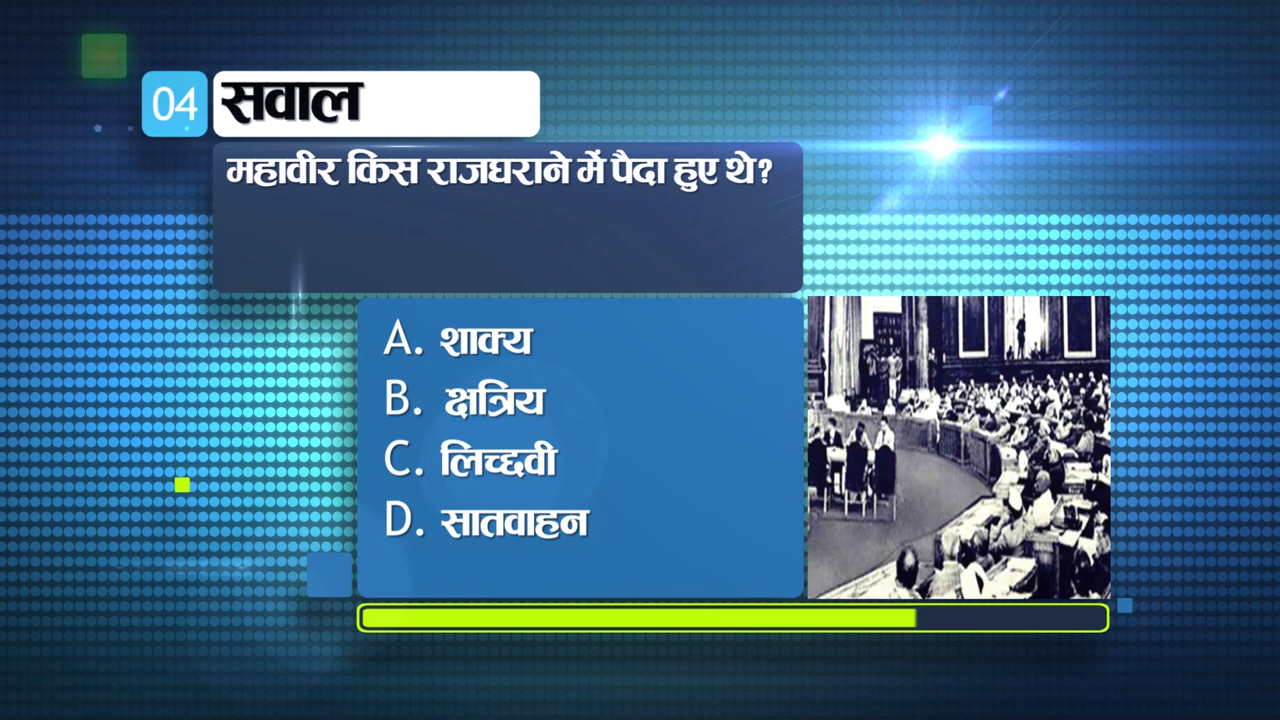 04 सवाल
महावीर किस राजघराने में पैदा हुए थे?
A. शाक्य
B. क्षत्रिय
C. लिच्छवी
D. सातवाहन